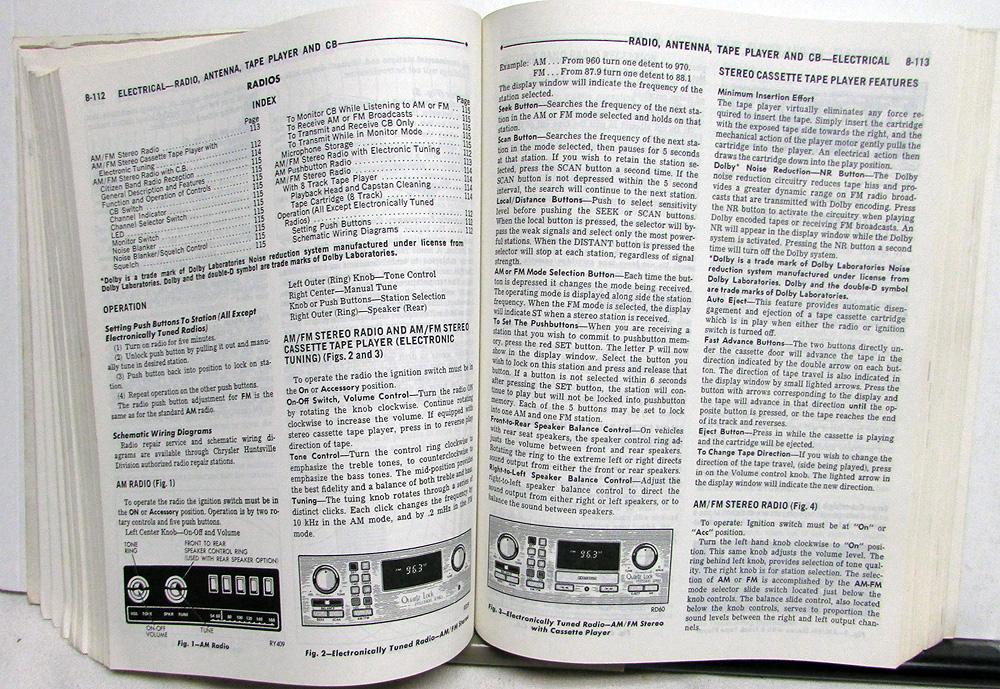 8-112 ELECTRICAL—RADIO, ANTENNA, TAPE PLAYER AND CB
RADIOS
INDEX
Page
AM/FM Stereo Radio 113
AM/FM Stereo Cassette Tape Player with
Electronic Tuning 112
AM/FM Stereo Radio with C.B. 114
Citizen Band Radio Reception 115
General Description and Features 115
Function and Operation of Controls 115
CB Switch 115
Channel Indicator 115
Channel Selector Switch 115
LED 115
Monitor Switch 115
Noise Blanker 115
Noise Blanker/Squelch Control 115
Squelch 115
Page
To Monitor CB While Listening to AM or FM 115
To Receive AM or FM Broadcasts 115
To Transmit and Receive CB Only 115
To Transmit While in Monitor Mode 115
Microphone Storage 115
AM/FM Stereo Radio with Electronic Tuning 112
AM Pushbutton Radio 112
AM/FM Stereo Radio 113
With 8 Track Tape Player
Playback Head and Capstan Cleaning 114
Tape Cartridge (8 Track) 114
Operation (All Except Electronically Tuned
Radios)
Setting Push Buttons 112
Schematic Wiring Diagrams 112
*Dolby is a trade mark of Dolby Laboratories Noise reduction system manufactured under license from
Dolby Laboratories. Dolby and the double-D symbol are trade marks of Dolby Laboratories.
OPERATION
Setting Push Buttons To Station (All Except
Electronically Tuned Radios)
(1) Turn on radio for five minutes.
(2) Unlock push button by pulling it out and manu-
ally tune in desired station.
(3) Push button back into position to lock on sta-
tion.
(4) Repeat operation on the other push buttons.
The radio push button adjustment for FM is the
same as for the standard AM radio.
Schematic Wiring Diagrams
Radio repair service and schematic wiring di-
agrams are available through Chrysler Huntsville
Division authorized radio repair stations.
AM RADIO (Fig. 1)
To operate the radio the ignition switch must be in
the ON or Accessory position. Operation is by two ro-
tary controls and five push buttons.
Left Center Knob—On-Off and Volume
TONE
RING
FRONT TO REAR
SPEAKER CONTROL RING
(USED WITH REAR SPEAKER OPTION)
VOL TONE SPKR TUNE
ON-OFF
VOLUME
TUNE
Fig. 1—AM Radio
RY409
Left Outer (Ring) Knob—Tone Control
Right Center—Manual Tune
Knob or Push Buttons—Station Selection
Right Outer (Ring)—Speaker (Rear)
AM/FM STEREO RADIO AND AM/FM STEREO
CASSETTE TAPE PLAYER (ELECTRONIC
TUNING) (Figs. 2 and 3)
To operate the radio the ignition switch must be in
the On or Accessory position.
On-Off Switch, Volume Control—Turn the radio ON
by rotating the knob clockwise. Continue rotating
clockwise to increase the volume. If equipped with
stereo cassette tape player, press in to reverse play
direction of tape.
Tone Control—Turn the control ring clockwise to
emphasize the treble tones, to counterclockwise to
emphasize the bass tones. The mid-position provides
the best fidelity and a balance of both treble and bass.
Tuning—The tuing knob rotates through a series of
distinct clicks. Each click changes the frequency by
10 kHz in the AM mode, and by .2 mHz in the FM
mode.
96.3
Quartz Lock
Fig. 2—Electronically Tuned Radio—AM/FM Stereo
RADIO, ANTENNA, TAPE PLAYER AND CB—ELECTRICAL 8-113
Example: AM . . . From 960 turn one detent to 970.
FM . . . From 87.9 turn one detent to 88.1
The display window will indicate the frequency of the
station selected.
Seek Button—Searches the frequency of the next sta-
tion in the AM or FM mode selected and holds on that
station.
Scan Button—Searches the frequency of the next sta-
tion in the mode selected, then pauses for 5 seconds
at that station. If you wish to retain the station se-
lected, press the SCAN button a second time. If the
SCAN button is not depressed within the 5 second
interval, the search will continue to the next station.
Local/Distance Buttons—Push to select sensitivity
level before pushing the SEEK or SCAN buttons.
When the local button is pressed, the selector will by-
pass the weak signals and select only the most power-
ful stations. When the DISTANT button is pressed the
selector will stop at each station, regardless of signal
strength.
AM or FM Mode Selection Button—Each time the but-
ton is depressed it changes the mode being received.
The operating mode is displayed along side the station
frequency. When the FM mode is selected, the display
will indicate ST when a stereo station is received.
To Set The Pushbuttons—When you are receiving a
station that you wish to commit to pushbutton mem-
ory, press the red SET button. The letter P will now
show in the display window. Select the button you
wish to lock on this station and press and release that
button. If a button is not selected within 6 seconds
after pressing the SET button, the station will con-
tinue to play but will not be locked into pushbutton
memory. Each of the 5 buttons may be set to lock
into one AM and one FM station.
Front-to-Rear Speaker Balance Control—On vehicles
with rear seat speakers, the speaker control ring ad-
justs the volume between front and rear speakers.
Rotating the ring to the extreme left or right directs
sound output from either the front or rear speakers.
Right-to-Left Speaker Balance Control—Adjust the
right-to-left speaker balance control to direct the
sound output from either right or left speakers, or to
balance the sound between speakers.
96.3
Quartz Lock
RD60
Fig. 3—Electronically Tuned Radio—AM/FM Stereo
with Cassette Player
STEREO CASSETTE TAPE PLAYER FEATURES
Minimum Insertion Effort
The tape player virtually eliminates any force re-
quired to insert the tape. Simply insert the cartridge
with the exposed tape side towards the right, and the
mechanical action of the player motor gently pulls the
cartridge into the player. An electrical action then
draws the cartridge down into the play position.
Dolby* Noise Reduction—NR Button—The Dolby
noise reduction circuitry reduces tape hiss and pro-
vides a greater dynamic range on FM radio broad-
casts that are transmitted with Dolby encoding. Press
the NR button to activate the circuitry when playing
Dolby encoded tapes or receiving FM broadcasts. An
NR will appear in the display window while the Dolby
system is activated. Pressing the NR button a second
time will turn off the Dolby system.
*Dolby is a trade mark of Dolby Laboratories Noise
reduction system manufactured under license from
Dolby Laboratories. Dolby and the double-D symbol
are trade marks of Dolby Laboratories.
Auto Eject—This feature provides automatic disen-
gagement and ejection of a tape cassette cartridge
which is in play when either the radio or ignition
switch is turned off.
Fast Advance Buttons—The two buttons directly un-
der the cassette door will advance the tape in the
direction indicated by the double arrow on each but-
ton. The direction of tape travel is also indicated in
the display window by small lighted arrows. Press the
button with arrows corresponding to the display and
the tape will advance in that direction until the op-
posite button is pressed, or the tape reaches the end
of its track and reverses.
Eject Button—Press in while the cassette is playing
and the cartridge will be ejected.
To Change Tape Direction—If you wish to change the
direction of the tape travel, (side being played), press
in on the Volume control knob. The lighted arrow in
the display window will indicate the new direction.
AM/FM STEREO RADIO (Fig. 4)
To operate: Ignition switch must be at "On" or
"Acc" position.
Turn the left hand knob clockwise to "On" posi-
tion. This same knob adjusts the volume level. The
ring behind left knob, provides selection of tone qual-
ity. The right knob is for station selection. The selec-
tion of AM or FM is accomplished by the AM-FM
mode selector slide switch located just below the
knob controls. The balance slide control, also located
below the knob controls, serves to proportion the
sound levels between the right and left output chan-
nels.